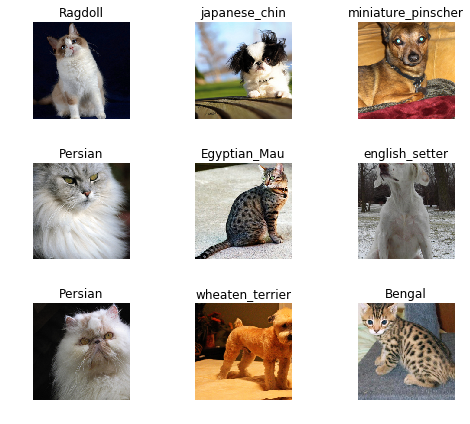 Ragdoll
japanese_chin
miniature_pinscher
Persian
Egyptian_Mau
english_setter
Persian
wheaten_terrier
Bengal